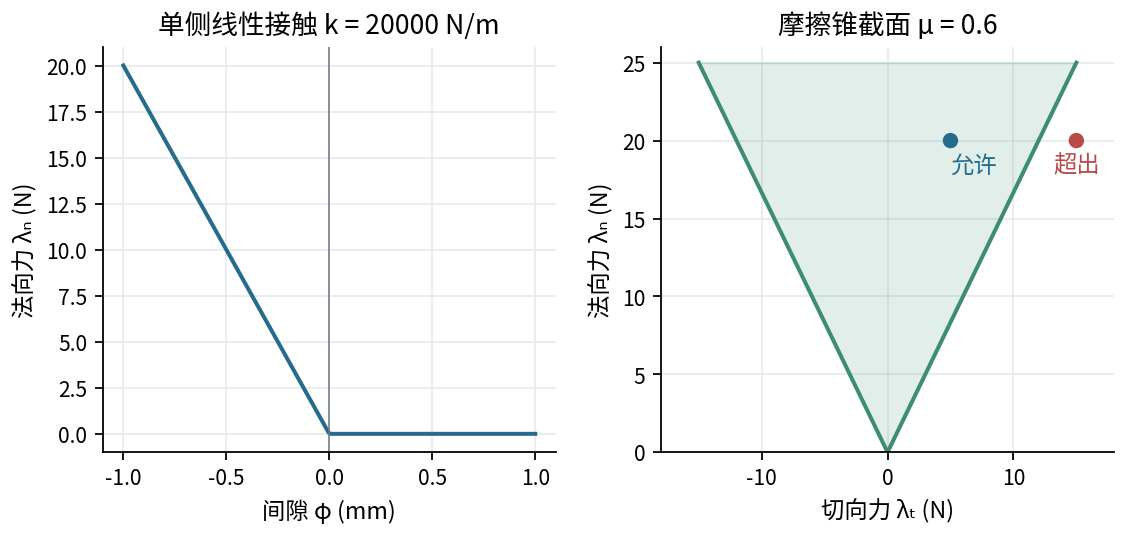 单侧线性接触 k = 20000 N/m
法向力 λₙ (N)
20.0
17.5
15.0
12.5
10.0
7.5
5.0
2.5
0.0
-1.0 -0.5 0.0 0.5 1.0
间隙 ϕ (mm)
摩擦锥截面 μ = 0.6
法向力 λₙ (N)
25
20
15
10
5
0
允许
超出
-10 0 10
切向力 λₜ (N)